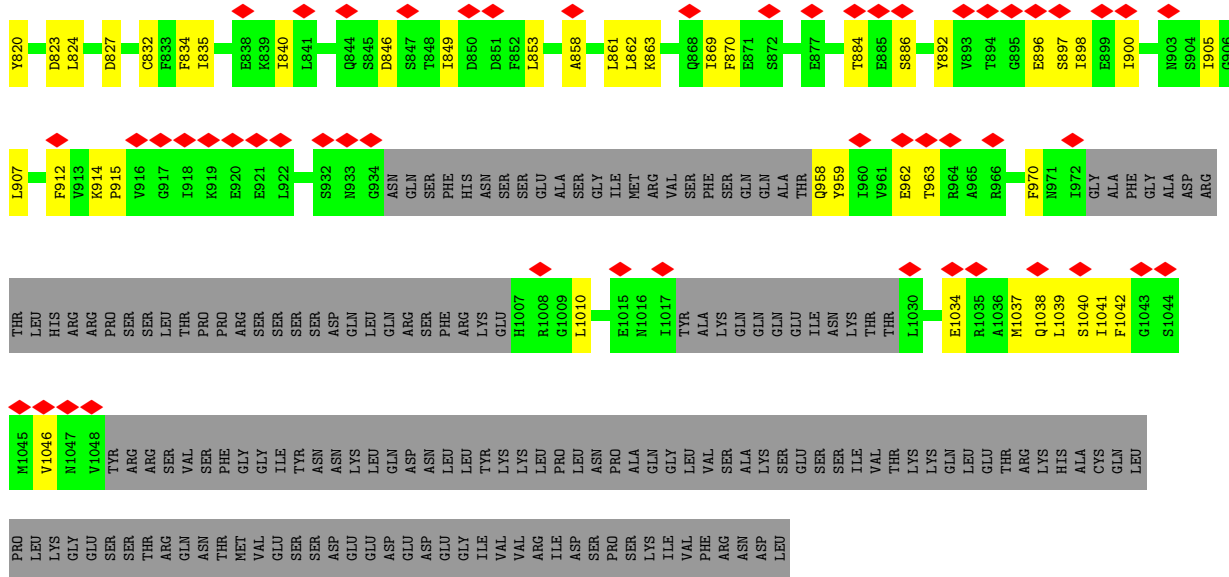 Y820 D823 L824 D827 C832 F833 F834 I835 E838 K839 I840 L841 Q844 S845 D846 S847 T848 I849 D850 D851 F852 L853 A858 L861 L862 K863 Q868 I869 F870 E871 S872 E877 T884 E885 S886 Y892 V893 T894 G895 E896 S897 I898 E899 I900 N903 S904 I905 G906
L907 F912 V913 K914 P915 V916 G917 I918 K919 E920 E921 L922 S932 N933 G934 ASN GLN SER PHE HIS ASN SER SER GLU ALA SER GLY ILE MET ARG VAL SER PHE SER GLN GLN ALA THR Q958 Y959 I960 V961 E962 T963 R964 A965 R966 F970 N971 I972 GLY ALA PHE GLY ALA ASP ARG
THR LEU HIS ARG ARG PRO SER SER LEU THR PRO PRO ARG SER SER SER SER ASP GLN LEU GLN ARG SER PHE ARG LYS GLU H1007 R1008 G1009 L1010 E1015 N1016 I1017 TYR ALA LYS GLN GLN GLN GLU ILE ASN LYS THR THR L1030 E1034 R1035 A1036 M1037 Q1038 L1039 S1040 I1041 F1042 G1043 S1044
M1045 V1046 N1047 V1048 TYR ARG ARG SER VAL SER PHE GLY GLY ILE TYR ASN ASN LYS LEU GLN ASP ASN LEU LEU TYR LYS LYS LEU PRO LEU ASN PRO ALA GLN GLY LEU VAL SER ALA LYS SER GLU SER SER ILE VAL THR LYS LYS GLN LEU GLU THR ARG LYS HIS ALA CYS GLN LEU
PRO LEU LYS GLY GLU SER SER THR ARG GLN ASN THR MET VAL GLU SER SER ASP GLU GLU ASP GLU ASP GLU GLY ILE VAL VAL ARG ILE ASP SER PRO SER LYS ILE VAL PHE ARG ASN ASP LEU